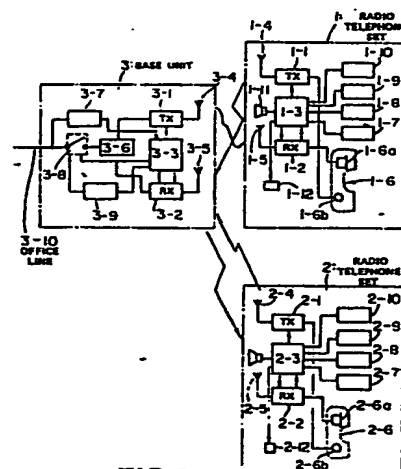 1:
RADIO
TELEPHONE
SET
1-4
1-1
1-10
TX
1-9
1-11
1-3
1-8
1-7
1-5
RX
1-6a
1-2
1-6
1-12
1-6b
3: BASE UNIT
3-7
3-1
3-4
TX
3-6
3-3
3-5
3-8
RX
3-9
3-2
3-10
OFFICE
LINE
2:
RADIO
TELEPHONE
SET
2-4
2-1
2-10
TX
2-9
2-3
2-8
2-7
2-5
RX
2-6a
2-2
2-6
2-12
2-6b